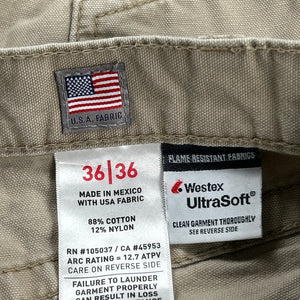 U.S.A. FABRIC
36|36
MADE IN MEXICO
WITH USA FABRIC
88% COTTON
12% NYLON
RN #105037 / CA #45953
ARC RATING = 12.7 ATPV
CARE ON REVERSE SIDE
FAILURE TO LAUNDER
GARMENT PROPERLY
CAN RESULT IN LOSS
FLAME RESISTANT FABRICS
Westex
UltraSoft®
CLEAN GARMENT THOROUGHLY
SEE REVERSE SIDE